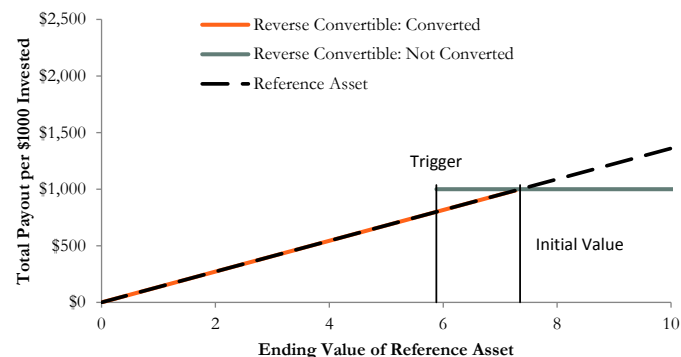 $2,500
$2,000
$1,500
$1,000
$500
$0
Total Payout per $1000 Invested
Reverse Convertible: Converted
Reverse Convertible: Not Converted
Reference Asset
Trigger
Initial Value
0 2 4 6 8 10
Ending Value of Reference Asset